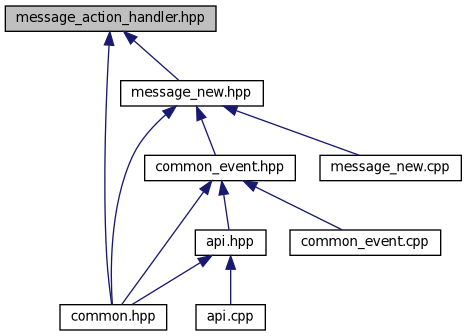 message_action_handler.hpp
message_new.hpp
common_event.hpp
message_new.cpp
api.hpp
common_event.cpp
common.hpp
api.cpp